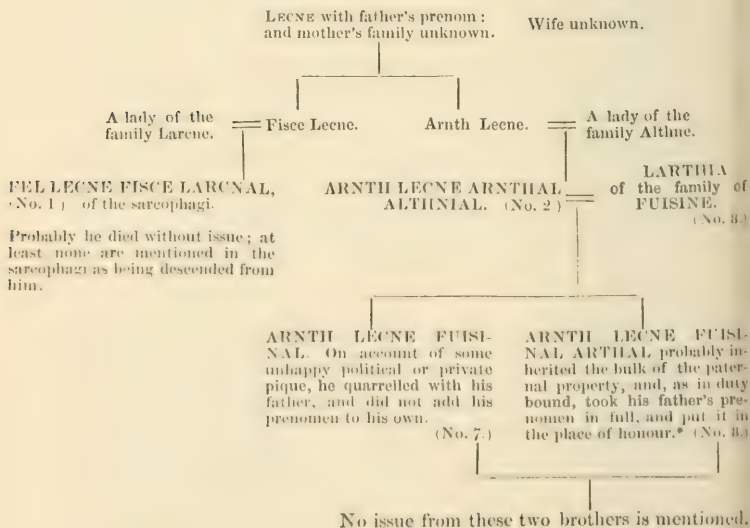 LECNE with father's prenom :
and mother's family unknown.
Wife unknown.
A lady of the
family Larcne.
Fisce Lecne.
Arnth Lecne.
A lady of the
family Althne.
FEL LECNE FISCE LARCNAL,
(No. 1) of the sarcophagi.
Probably he died without issue; at
least none are mentioned in the
sarcophagi as being descended from
him.
ARNTH LECNE ARNTHAL
ALTHNIAL. (No. 2)
LARTHIA
of the family of
FUISINE.
(No. 8.)
ARNTH LECNE FUISI-
NAL. On account of some
unhappy political or private
pique, he quarrelled with his
father, and did not add his
prenomen to his own.
(No. 7.)
ARNTH LECNE FUISI-
NAL ARTHAL probably in-
herited the bulk of the pater-
nal property, and, as in duty
bound, took his father's pre-
nomen in full, and put it in
the place of honour.* (No. 8.)
No issue from these two brothers is mentioned.